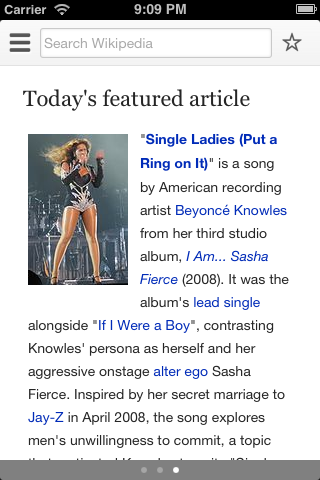 Carrier 9:09 PM
Search Wikipedia
Today's featured article
"Single Ladies (Put a
Ring on It)" is a song
by American recording
artist Beyoncé Knowles
from her third studio
album, I Am... Sasha
Fierce (2008). It was the
album's lead single
alongside "If I Were a Boy", contrasting
Knowles' persona as herself and her
aggressive onstage alter ego Sasha
Fierce. Inspired by her secret marriage to
Jay-Z in April 2008, the song explores
men's unwillingness to commit, a topic